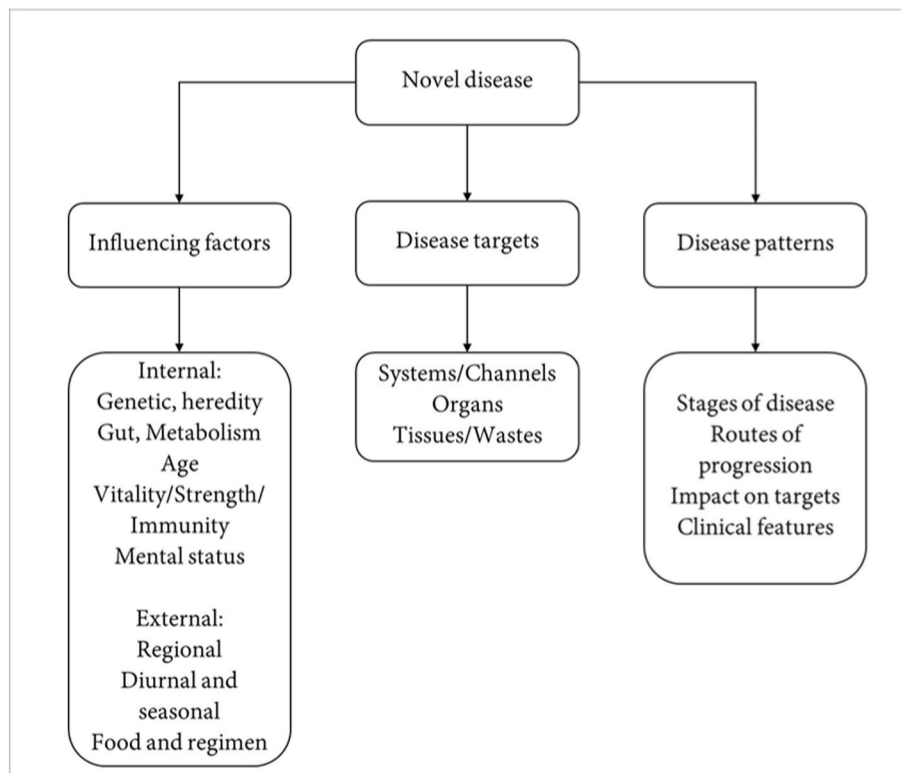 Novel disease
Influencing factors
Disease targets
Disease patterns
Internal:
Genetic, heredity
Gut, Metabolism
Age
Vitality/Strength/
Immunity
Mental status
External:
Regional
Diurnal and
seasonal
Food and regimen
Systems/Channels
Organs
Tissues/Wastes
Stages of disease
Routes of
progression
Impact on targets
Clinical features